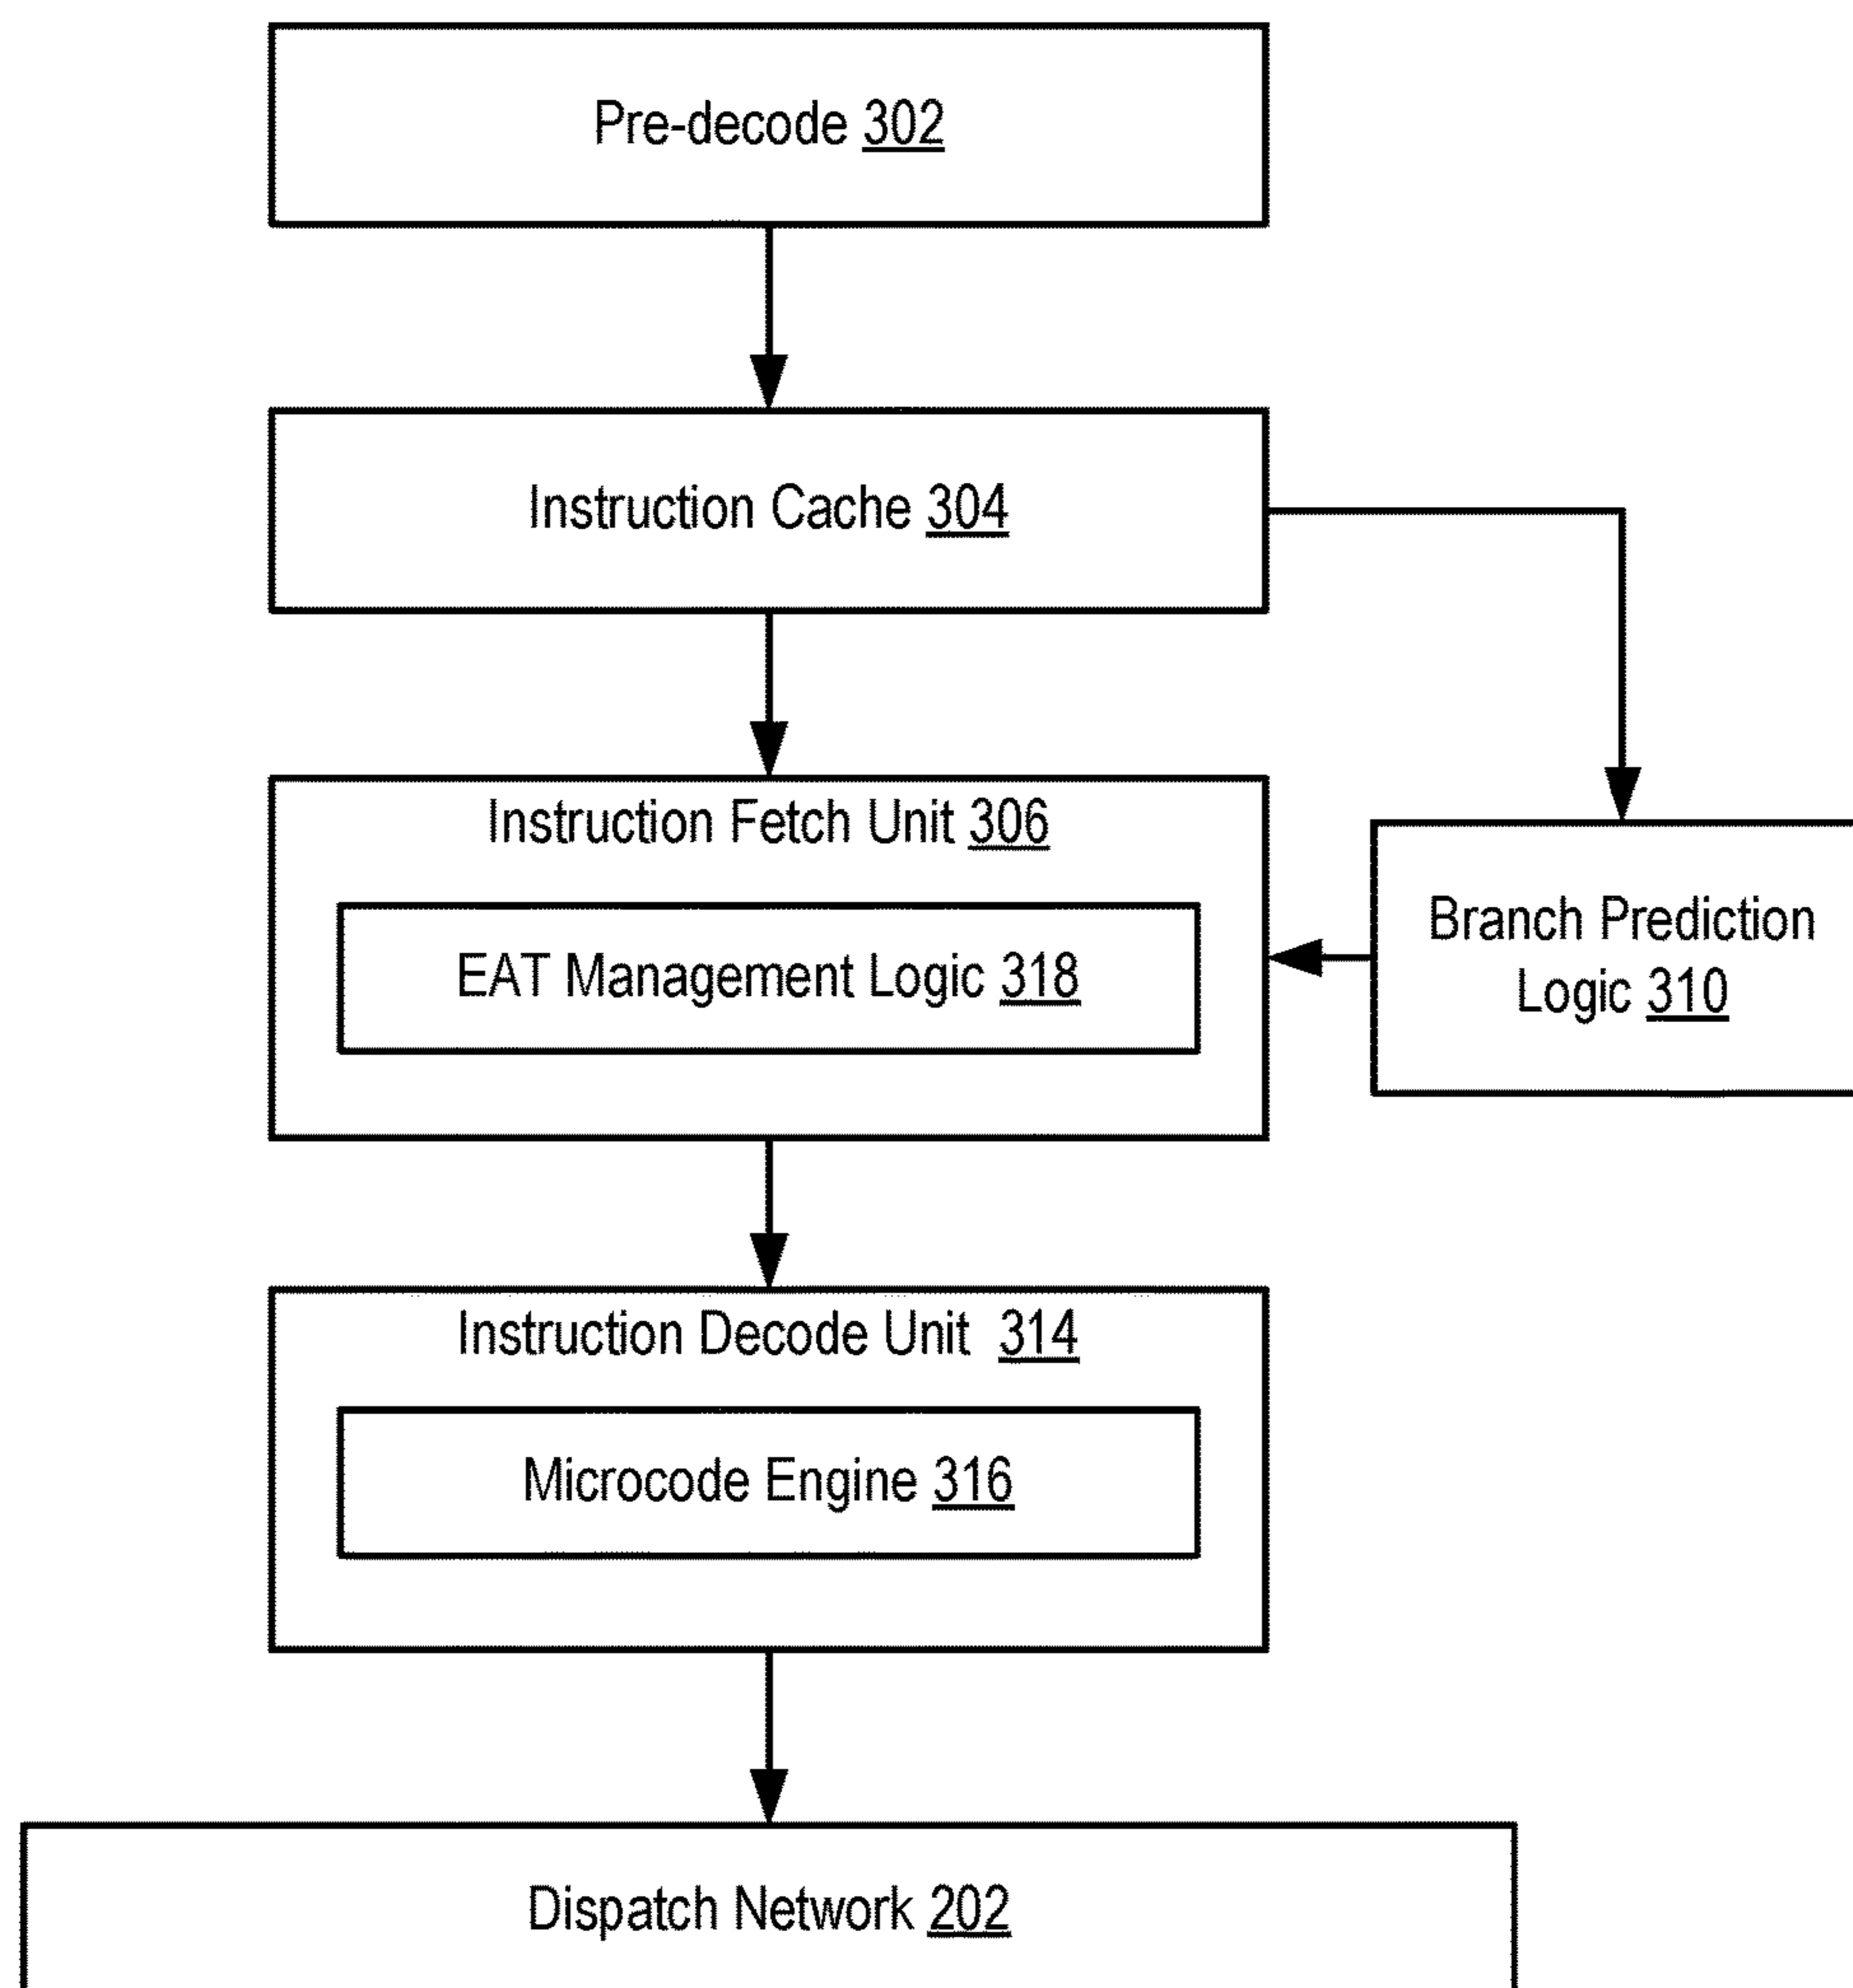 Pre-decode 302
Instruction Cache 304
Instruction Fetch Unit 306
EAT Management Logic 318
Branch Prediction
Logic 310
Instruction Decode Unit 314
Microcode Engine 316
Dispatch Network 202